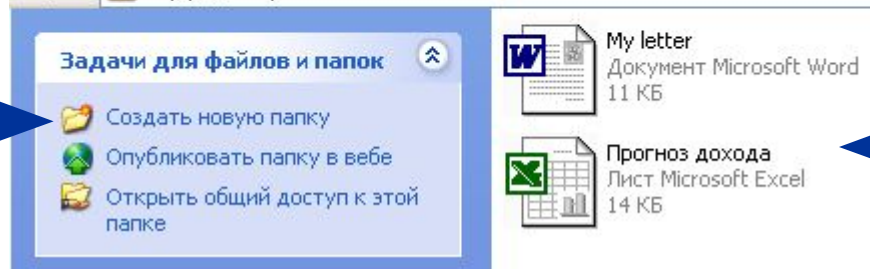 Задачи для файлов и папок
Создать новую папку
Опубликовать папку в вебе
Открыть общий доступ к этой
папке
My letter
Документ Microsoft Word
11 КБ
Прогноз дохода
Лист Microsoft Excel
14 КБ